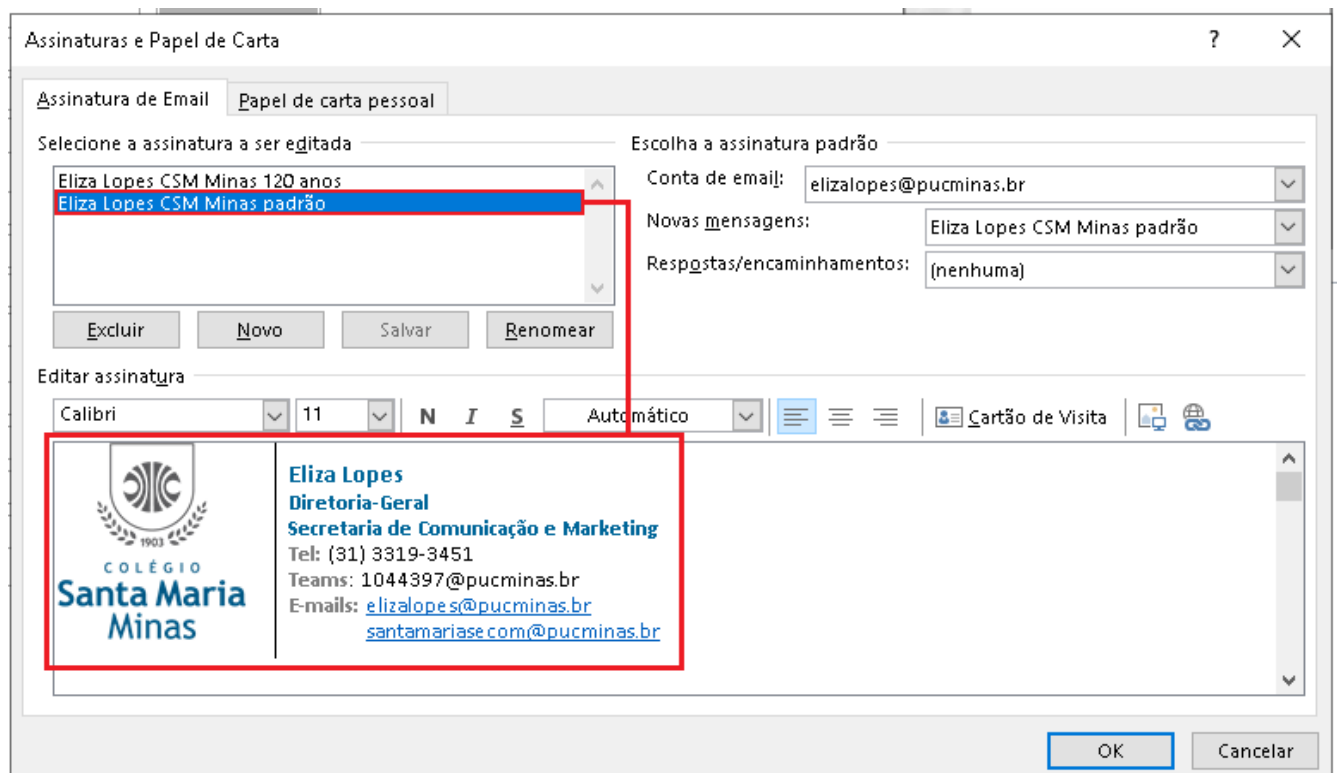 Assinaturas e Papel de Carta
?
Assinatura de Email
Papel de carta pessoal
Selecione a assinatura a ser editada
Eliza Lopes CSM Minas 120 anos
Eliza Lopes CSM Minas padrão
Excluir
Novo
Salvar
Renomear
Escolha a assinatura padrão
Conta de email: elizalopes@pucminas.br
Novas mensagens: Eliza Lopes CSM Minas padrão
Respostas/encaminhamentos: (nenhuma)
Editar assinatura
Calibri 11 N I S Automático Cartão de Visita
1903
COLÉGIO
Santa Maria
Minas
Eliza Lopes
Diretoria-Geral
Secretaria de Comunicação e Marketing
Tel: (31) 3319-3451
Teams: 1044397@pucminas.br
E-mails: elizalopes@pucminas.br
santamariasecom@pucminas.br
OK
Cancelar